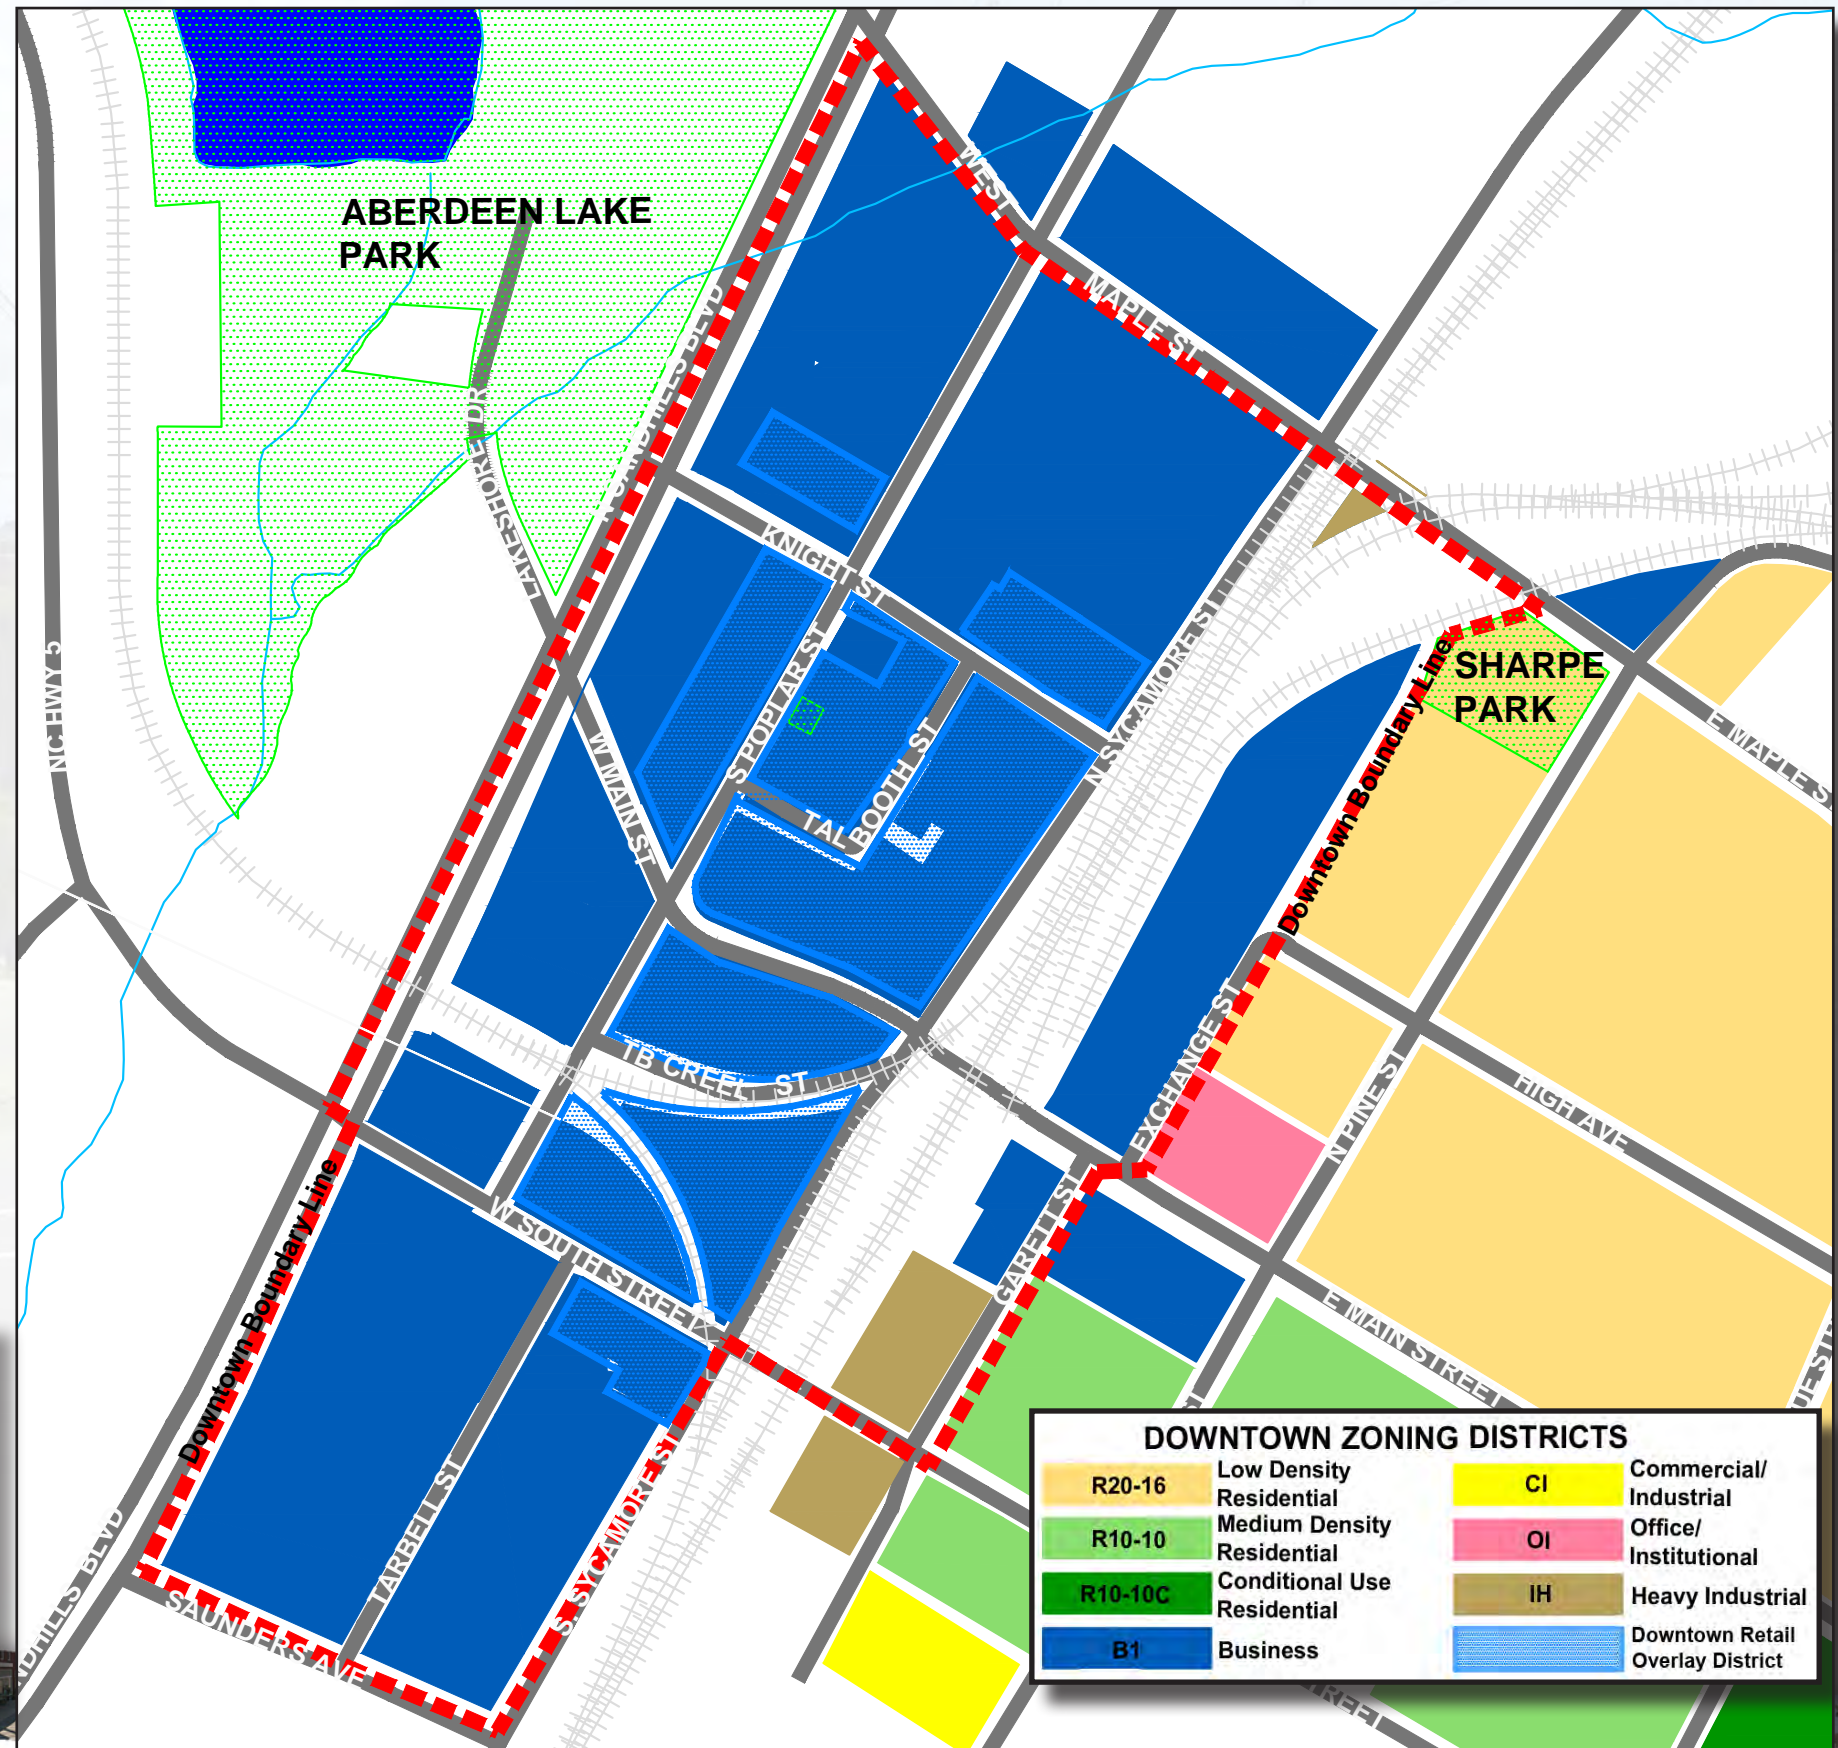 ABERDEEN LAKE
PARK
WEST
MAPLE ST
N SANDHILLS BLVD
LAKESHORE DR
NC HWY 5
KNIGHT ST
S POPLAR ST
N SYCAMORE ST
W MAIN ST
TALBOOTH ST
SHARPE
PARK
Downtown Boundary Line
E MAPLE S
EXCHANGE ST
TB CREEL ST
HIGH AVE
N PINE ST
GARETT ST
W SOUTH STREET
Downtown Boundary Line
E MAIN STREET
TARBELL ST
S. SYCAMORE ST
NDHILLS BLVD
SAUNDERS AVE
DOWNTOWN ZONING DISTRICTS
R20-16
Low Density
Residential
R10-10
Medium Density
Residential
R10-10C
Conditional Use
Residential
B1
Business
CI
Commercial/
Industrial
OI
Office/
Institutional
IH
Heavy Industrial
Downtown Retail
Overlay District